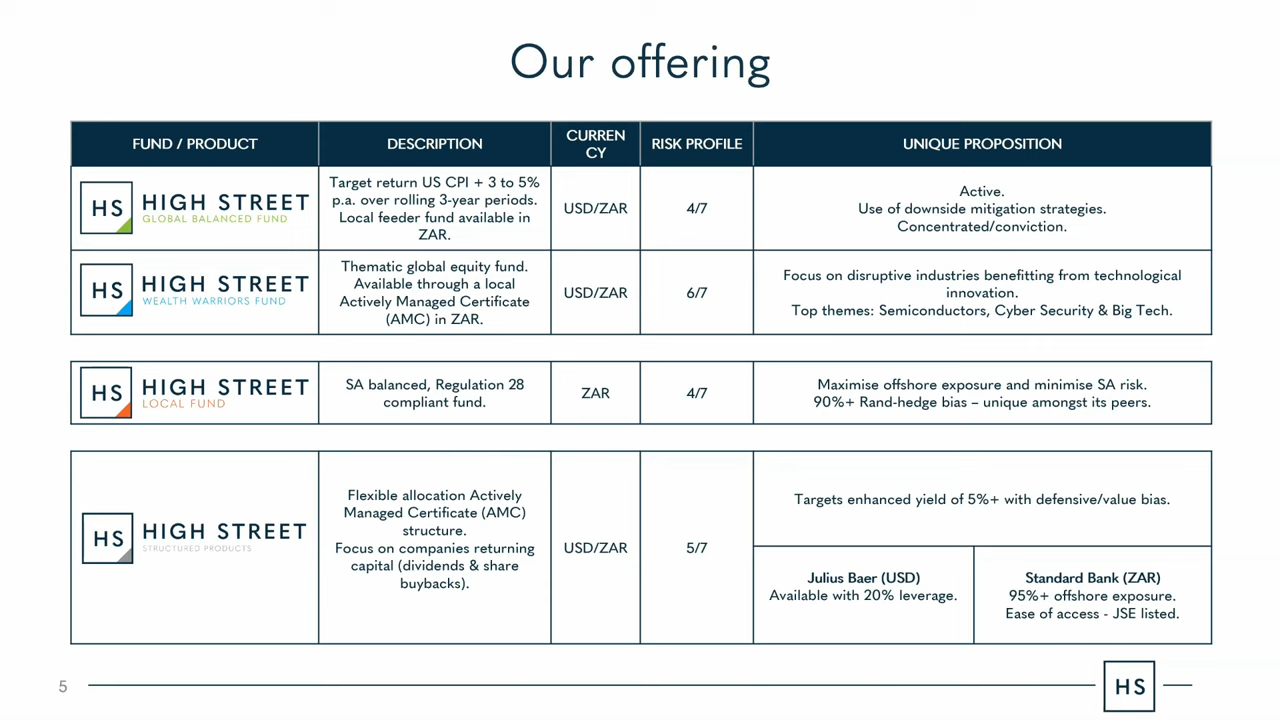 Our offering
FUND / PRODUCT
DESCRIPTION
CURREN
CY
RISK PROFILE
UNIQUE PROPOSITION
HS
HIGH STREET
GLOBAL BALANCED FUND
Target return US CPI + 3 to 5%
p.a. over rolling 3-year periods.
Local feeder fund available in
ZAR.
USD/ZAR
4/7
Active.
Use of downside mitigation strategies.
Concentrated/conviction.
HS
HIGH STREET
WEALTH WARRIORS FUND
Thematic global equity fund.
Available through a local
Actively Managed Certificate
(AMC) in ZAR.
USD/ZAR
6/7
Focus on disruptive industries benefitting from technological
innovation.
Top themes: Semiconductors, Cyber Security & Big Tech.
HS
HIGH STREET
LOCAL FUND
SA balanced, Regulation 28
compliant fund.
ZAR
4/7
Maximise offshore exposure and minimise SA risk.
90%+ Rand-hedge bias – unique amongst its peers.
HS
HIGH STREET
STRUCTURED PRODUCTS
Flexible allocation Actively
Managed Certificate (AMC)
structure.
Focus on companies returning
capital (dividends & share
buybacks).
USD/ZAR
5/7
Targets enhanced yield of 5%+ with defensive/value bias.
Julius Baer (USD)
Available with 20% leverage.
Standard Bank (ZAR)
95%+ offshore exposure.
Ease of access - JSE listed.
5
HS